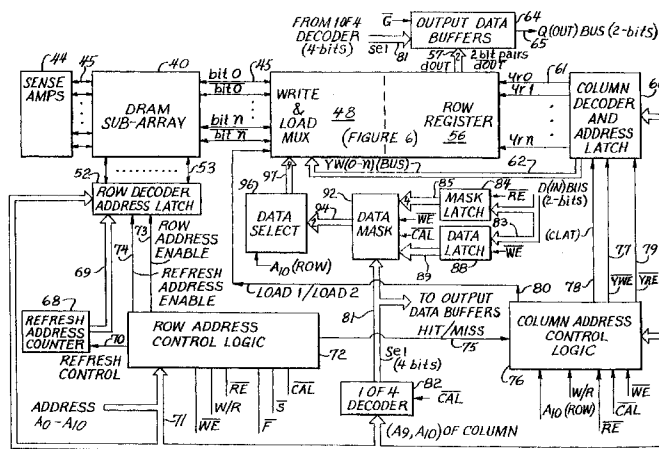 FROM 1 OF 4
DECODER
(4-bits)
Sel
81
G
OUTPUT DATA
BUFFERS
64
Q(OUT) BUS (2-bits)
65
57
dOUT
2 bit pairs
dOUT
44
45
SENSE
AMPS
40
DRAM
SUB-ARRAY
bit 0
bit 0
bit n
bit n
45
WRITE
&
LOAD
MUX
48
(FIGURE 6)
ROW
REGISTER
56
Yr0
Yr1
Yrn
61
COLUMN
DECODER
AND
ADDRESS
LATCH
YW(0-n)(BUS)
62
52
53
ROW DECODER
ADDRESS LATCH
97
96
DATA
SELECT
A10(ROW)
94
92
DATA
MASK
85
84
MASK
LATCH
RE
WE
CAL
DATA
LATCH
88
89
WE
83
D(IN)BUS
(2-bits)
(CLAT)
78
77
YWE
79
YRE
69
74
73
ROW
ADDRESS
ENABLE
REFRESH
ADDRESS
ENABLE
LOAD 1/LOAD 2
81
TO OUTPUT
DATA BUFFERS
80
68
REFRESH
ADDRESS
COUNTER
70
REFRESH
CONTROL
ROW ADDRESS
CONTROL LOGIC
72
HIT/MISS
75
COLUMN ADDRESS
CONTROL
LOGIC
76
Sel
(4 bits)
1 OF 4
DECODER
82
CAL
ADDRESS
A0-A10
71
WE
W/R
RE
F
S
CAL
(A9, A10) OF COLUMN
A10(ROW)
W/R
RE
CAL
WE